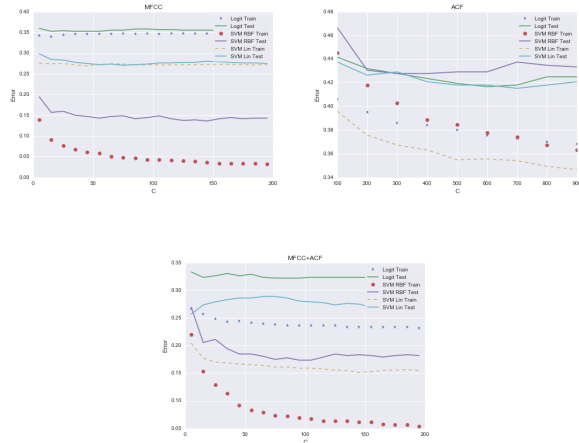 MFCC
0.40
0.35
0.30
0.25
0.20
0.15
0.10
0.05
0.00
Error
0
50
100
150
200
C
Logit Train
Logit Test
SVM RBF Train
SVM RBF Test
SVM Lin Train
SVM Lin Test
ACF
0.48
0.46
0.44
0.42
0.40
0.38
0.36
0.34
Error
100
200
300
400
500
600
700
800
900
C
Logit Train
Logit Test
SVM RBF Train
SVM RBF Test
SVM Lin Train
SVM Lin Test
MFCC+ACF
0.35
0.30
0.25
0.20
0.15
0.10
0.05
Error
0
50
100
150
200
C
Logit Train
Logit Test
SVM RBF Train
SVM RBF Test
SVM Lin Train
SVM Lin Test